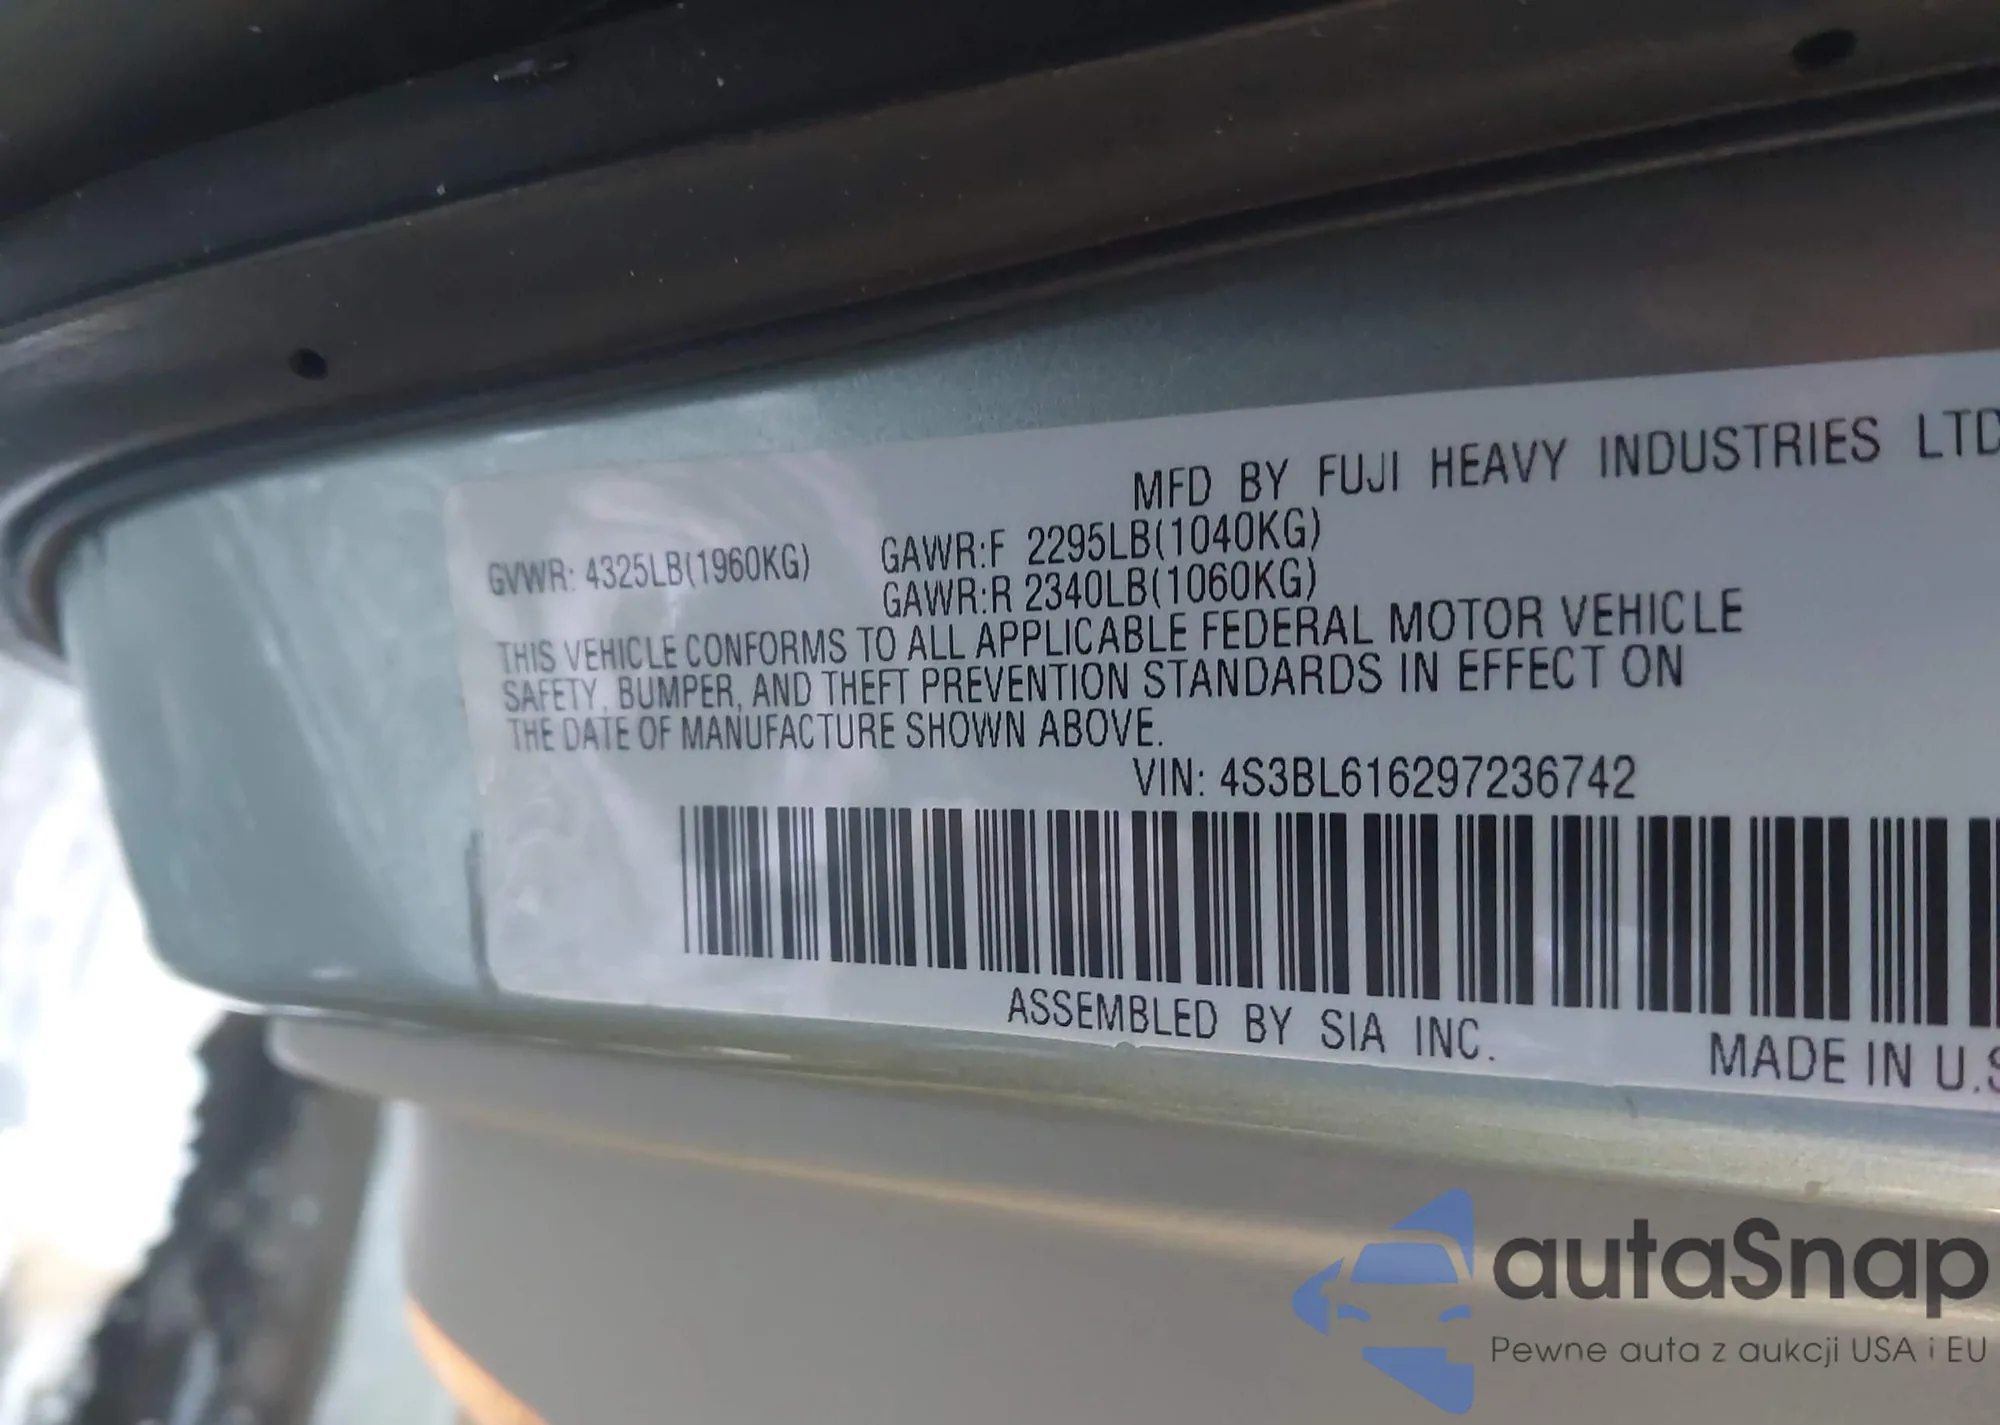 MFD BY FUJI HEAVY INDUSTRIES LTD
GVWR: 4325LB(1960KG) GAWR:F 2295LB(1040KG)
GAWR:R 2340LB(1060KG)
THIS VEHICLE CONFORMS TO ALL APPLICABLE FEDERAL MOTOR VEHICLE
SAFETY, BUMPER, AND THEFT PREVENTION STANDARDS IN EFFECT ON
THE DATE OF MANUFACTURE SHOWN ABOVE.
VIN: 4S3BL616297236742
ASSEMBLED BY SIA INC.
MADE IN U.S
autaSnap
Pewne auta z aukcji USA i EU